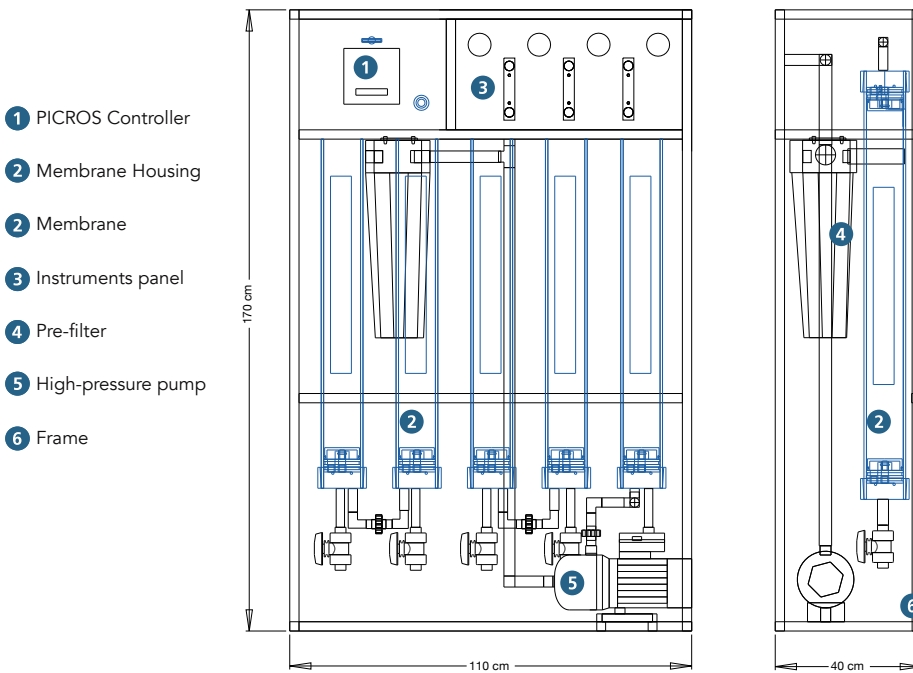 1 PICROS Controller
2 Membrane Housing
2 Membrane
3 Instruments panel
4 Pre-filter
5 High-pressure pump
6 Frame
1
3
2
5
170 cm
110 cm
4
2
6
40 cm